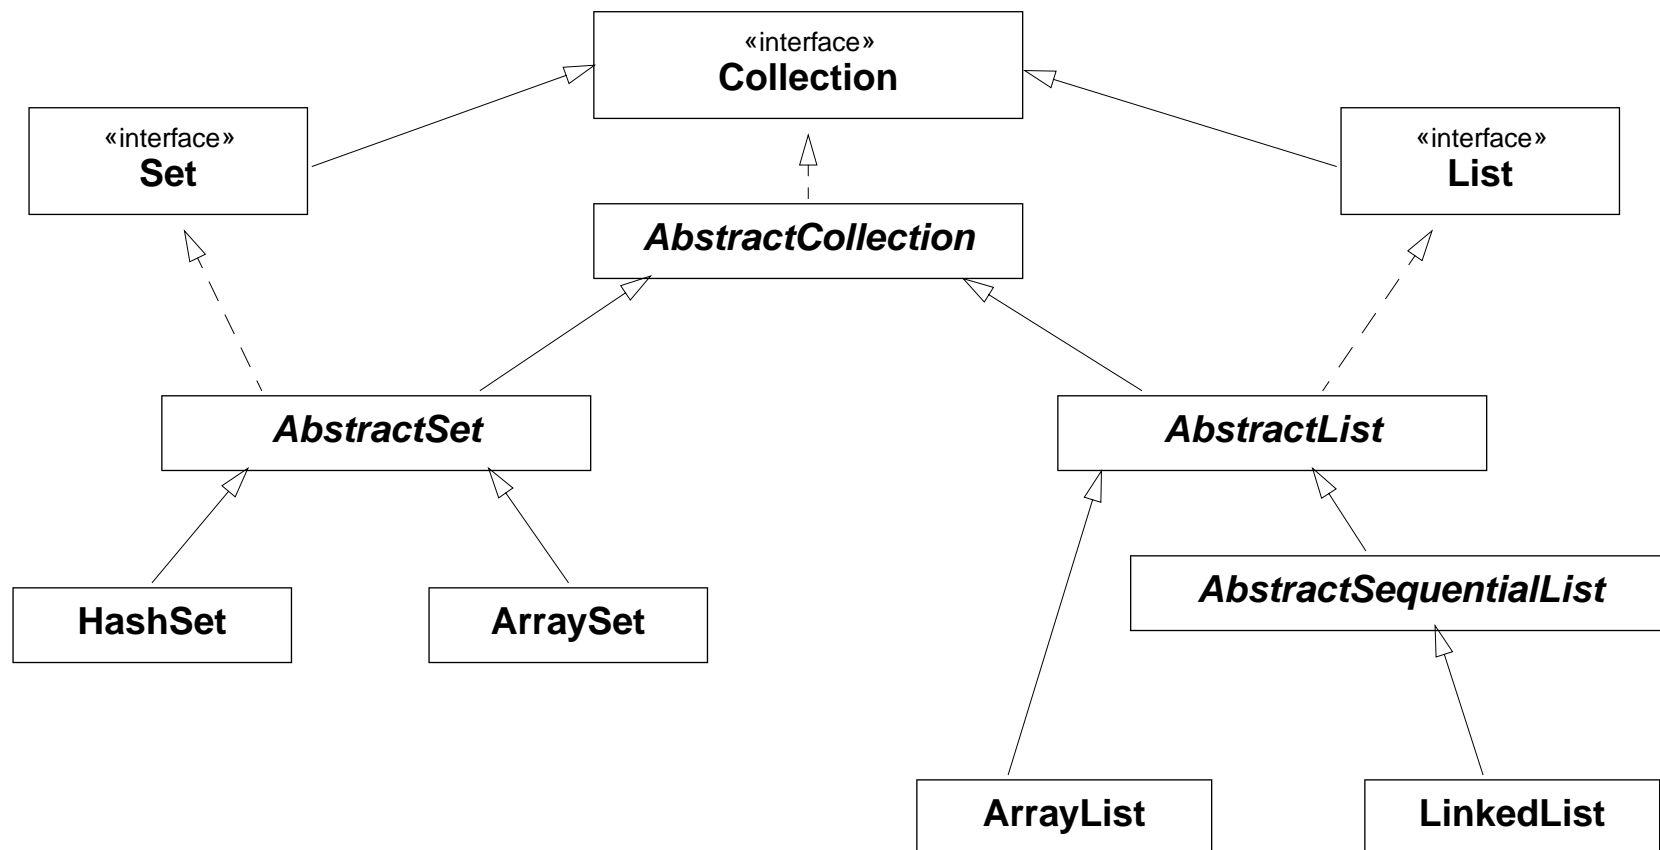 «interface»
Collection
«interface»
Set
«interface»
List
AbstractCollection
AbstractSet
AbstractList
HashSet
ArraySet
AbstractSequentialList
ArrayList
LinkedList